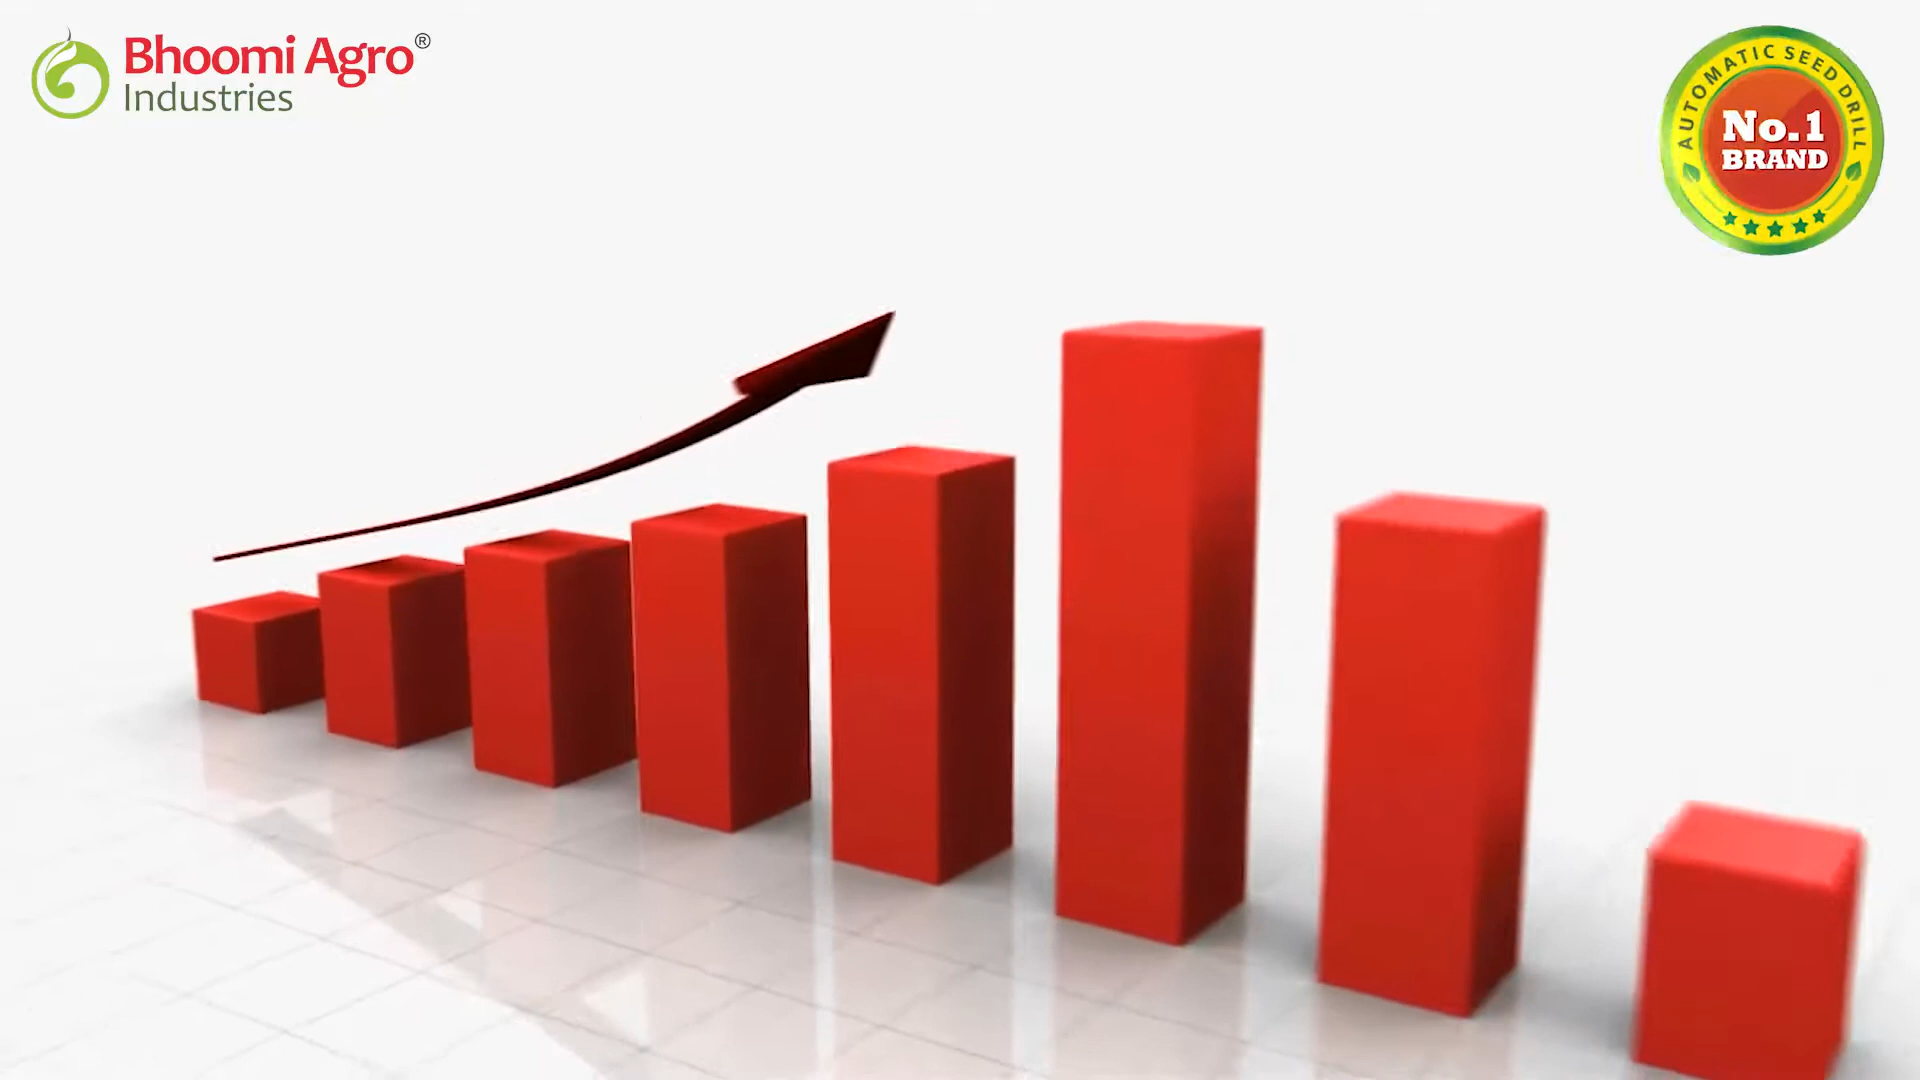 Bhoomi Agro®
Industries
AUTOMATIC SEED DRILL
No.1
BRAND